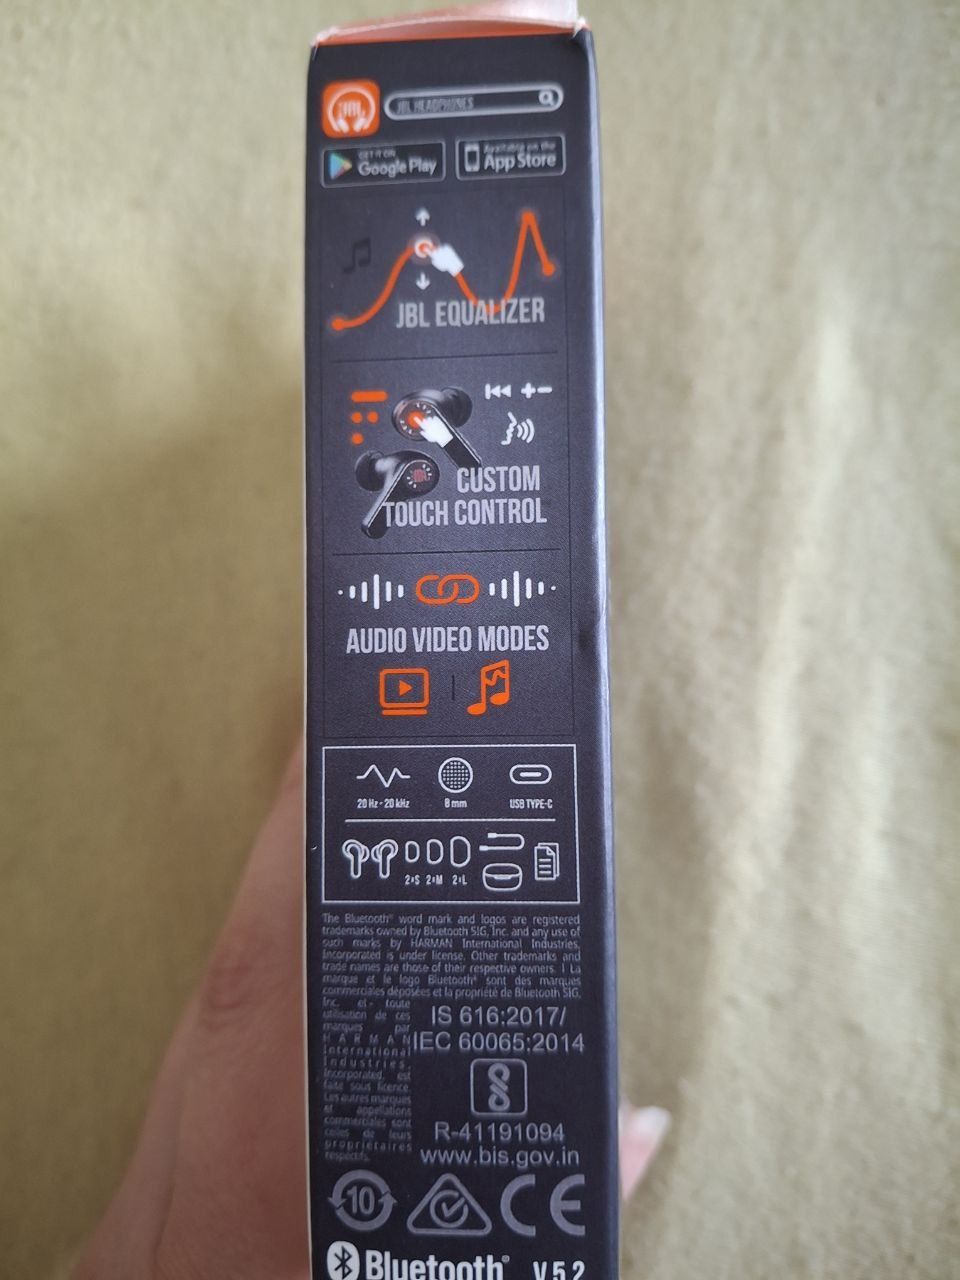 JBL
JBL HEADPHONES
GET IT ON
Google Play
Available on the
App Store
JBL EQUALIZER
CUSTOM
TOUCH CONTROL
AUDIO VIDEO MODES
20 Hz - 20 kHz
8 mm
USB TYPE-C
2×S
2×M
2×L
The Bluetooth® word mark and logos are registered
trademarks owned by Bluetooth SIG, Inc. and any use of
such marks by HARMAN International Industries,
Incorporated is under license. Other trademarks and
trade names are those of their respective owners. | La
marque et le logo Bluetooth® sont des marques
commerciales déposées et la propriété de Bluetooth SIG,
Inc. et toute
utilisation de ces
marques par
HARMAN
International
Industries,
Incorporated, est
faite sous licence.
Les autres marques
et appellations
commerciales sont
celles de leurs
propriétaires
respectifs.
IS 616:2017/
IEC 60065:2014
R-41191094
www.bis.gov.in
10
CE
Bluetooth® V 5.2